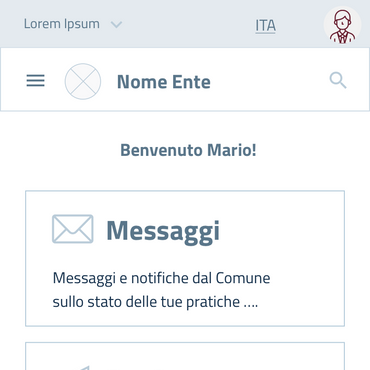 Lorem Ipsum
ITA
Nome Ente
Benvenuto Mario!
Messaggi
Messaggi e notifiche dal Comune
sullo stato delle tue pratiche ....